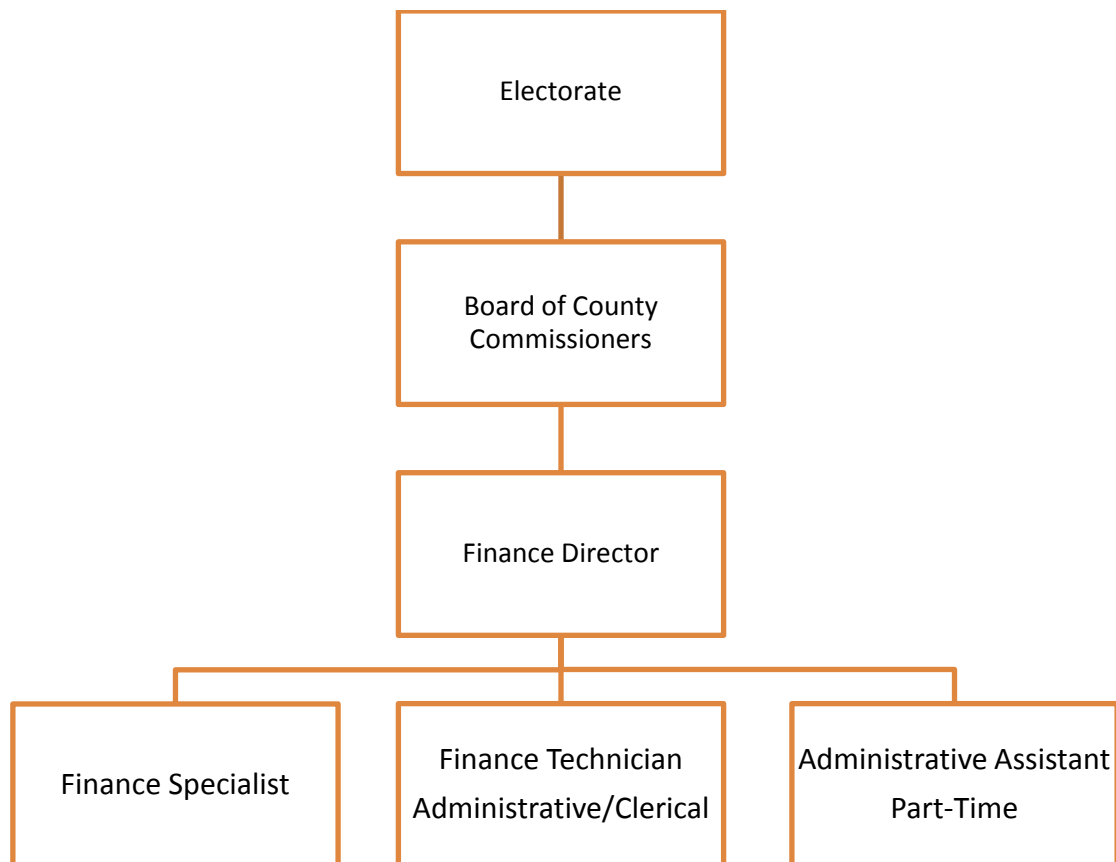 Electorate
Board of County
Commissioners
Finance Director
Finance Specialist
Finance Technician
Administrative/Clerical
Administrative Assistant
Part-Time